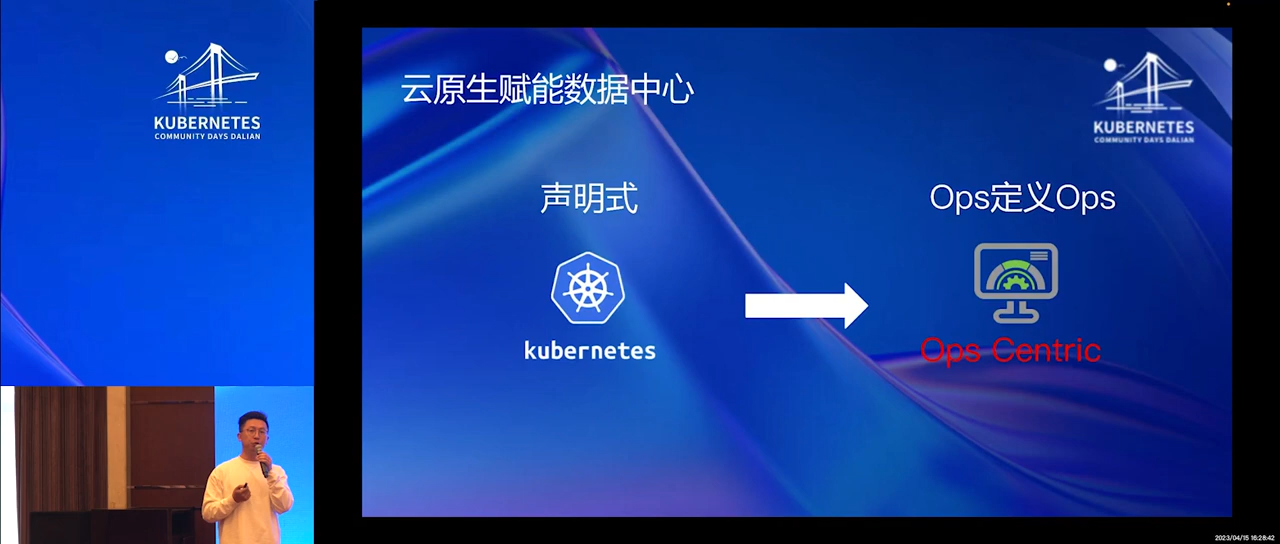 KUBERNETES
COMMUNITY DAYS DALIAN
云原生赋能数据中心
KUBERNETES
COMMUNITY DAYS DALIAN
声明式
Ops定义Ops
kubernetes
Ops Centric
2023/04/15 16:28:42